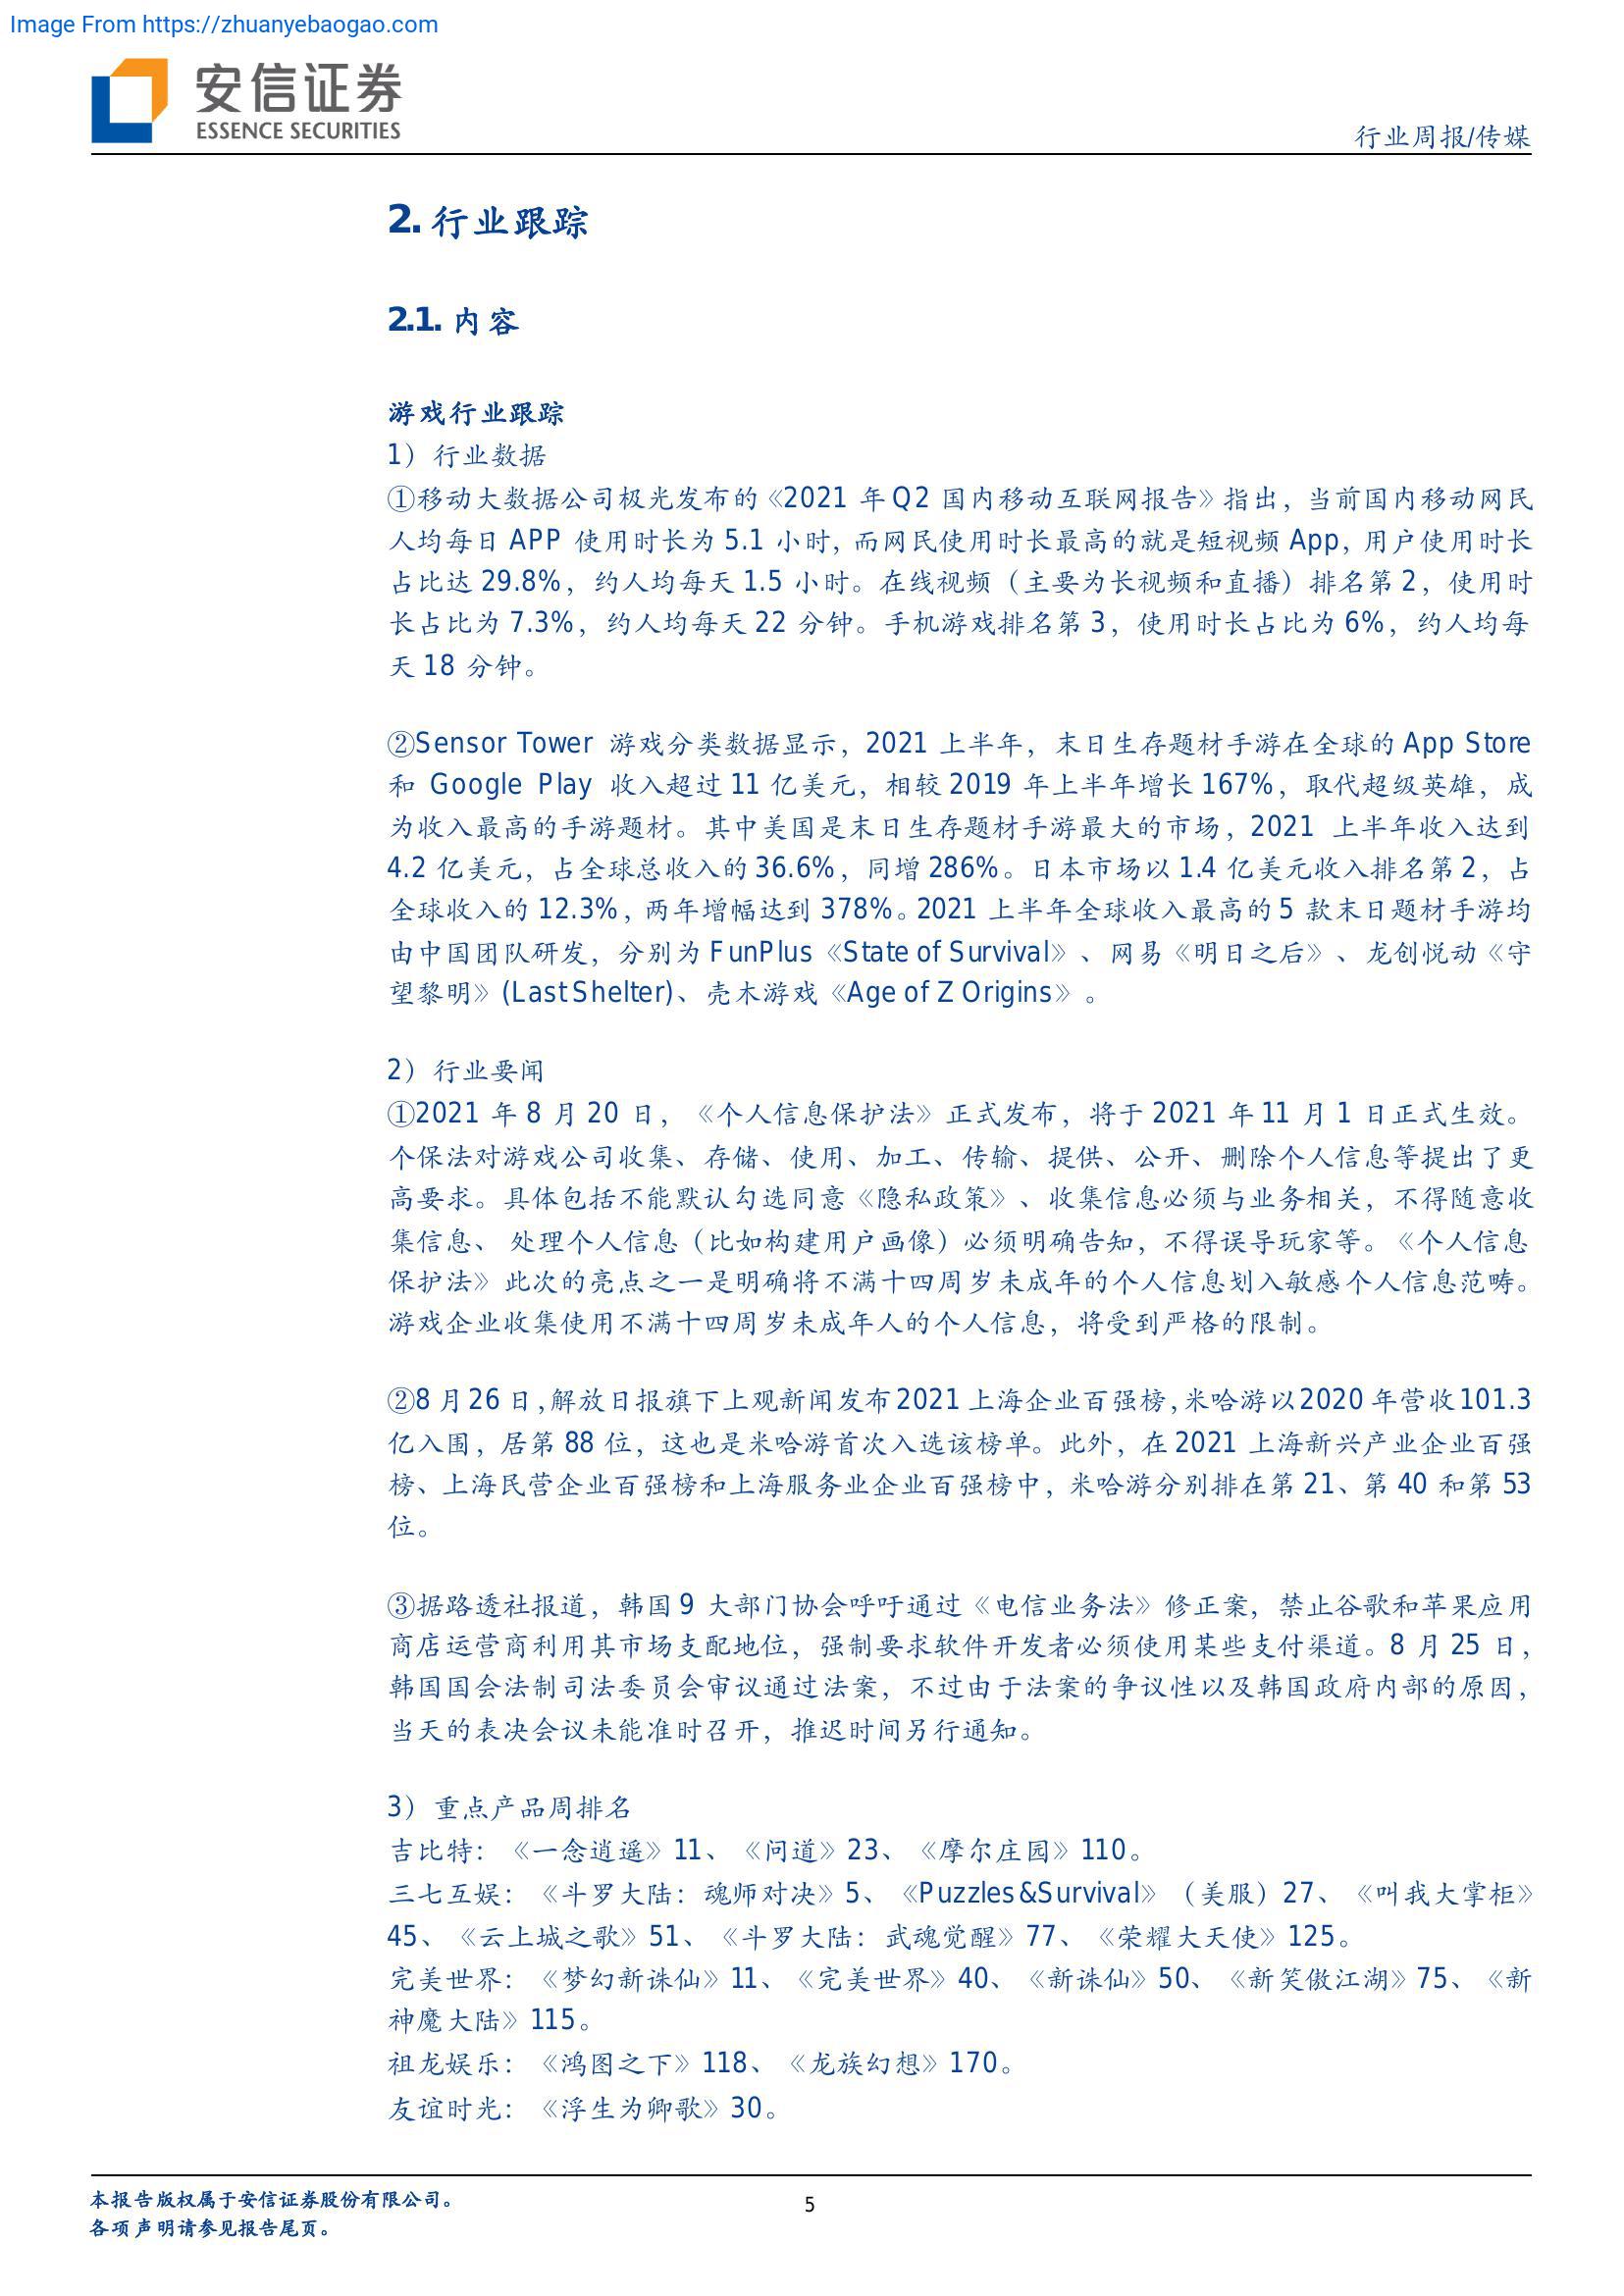 Image From https://zhuanyebaogao.com
安信证券
ESSENCE SECURITIES
行业周报/传媒
2. 行业跟踪
2.1. 内容
游戏行业跟踪
1）行业数据
①移动大数据公司极光发布的《2021 年 Q2 国内移动互联网报告》指出，当前国内移动网民
人均每日 APP 使用时长为 5.1 小时，而网民使用时长最高的就是短视频 App，用户使用时长
占比达 29.8%，约人均每天 1.5 小时。在线视频（主要为长视频和直播）排名第 2，使用时
长占比为 7.3%，约人均每天 22 分钟。手机游戏排名第 3，使用时长占比为 6%，约人均每
天 18 分钟。
②Sensor Tower 游戏分类数据显示，2021 上半年，末日生存题材手游在全球的 App Store
和 Google Play 收入超过 11 亿美元，相较 2019 年上半年增长 167%，取代超级英雄，成
为收入最高的手游题材。其中美国是末日生存题材手游最大的市场，2021 上半年收入达到
4.2 亿美元，占全球总收入的 36.6%，同增 286%。日本市场以 1.4 亿美元收入排名第 2，占
全球收入的 12.3%，两年增幅达到 378%。2021 上半年全球收入最高的 5 款末日题材手游均
由中国团队研发，分别为 FunPlus《State of Survival》、网易《明日之后》、龙创悦动《守
望黎明》(Last Shelter)、壳木游戏《Age of Z Origins》。
2）行业要闻
①2021 年 8 月 20 日，《个人信息保护法》正式发布，将于 2021 年 11 月 1 日正式生效。
个保法对游戏公司收集、存储、使用、加工、传输、提供、公开、删除个人信息等提出了更
高要求。具体包括不能默认勾选同意《隐私政策》、收集信息必须与业务相关，不得随意收
集信息、 处理个人信息（比如构建用户画像）必须明确告知，不得误导玩家等。《个人信息
保护法》此次的亮点之一是明确将不满十四周岁未成年的个人信息划入敏感个人信息范畴。
游戏企业收集使用不满十四周岁未成年人的个人信息，将受到严格的限制。
②8 月 26 日，解放日报旗下上观新闻发布 2021 上海企业百强榜，米哈游以 2020 年营收 101.3
亿入围，居第 88 位，这也是米哈游首次入选该榜单。此外，在 2021 上海新兴产业企业百强
榜、上海民营企业百强榜和上海服务业企业百强榜中，米哈游分别排在第 21、第 40 和第 53
位。
③据路透社报道，韩国 9 大部门协会呼吁通过《电信业务法》修正案，禁止谷歌和苹果应用
商店运营商利用其市场支配地位，强制要求软件开发者必须使用某些支付渠道。8 月 25 日，
韩国国会法制司法委员会审议通过法案，不过由于法案的争议性以及韩国政府内部的原因，
当天的表决会议未能准时召开，推迟时间另行通知。
3）重点产品周排名
吉比特：《一念逍遥》11、《问道》23、《摩尔庄园》110。
三七互娱：《斗罗大陆：魂师对决》5、《Puzzles&Survival》（美服）27、《叫我大掌柜》
45、《云上城之歌》51、《斗罗大陆：武魂觉醒》77、《荣耀大天使》125。
完美世界：《梦幻新诛仙》11、《完美世界》40、《新诛仙》50、《新笑傲江湖》75、《新
神魔大陆》115。
祖龙娱乐：《鸿图之下》118、《龙族幻想》170。
友谊时光：《浮生为卿歌》30。
本报告版权属于安信证券股份有限公司。
各项声明请参见报告尾页。
5